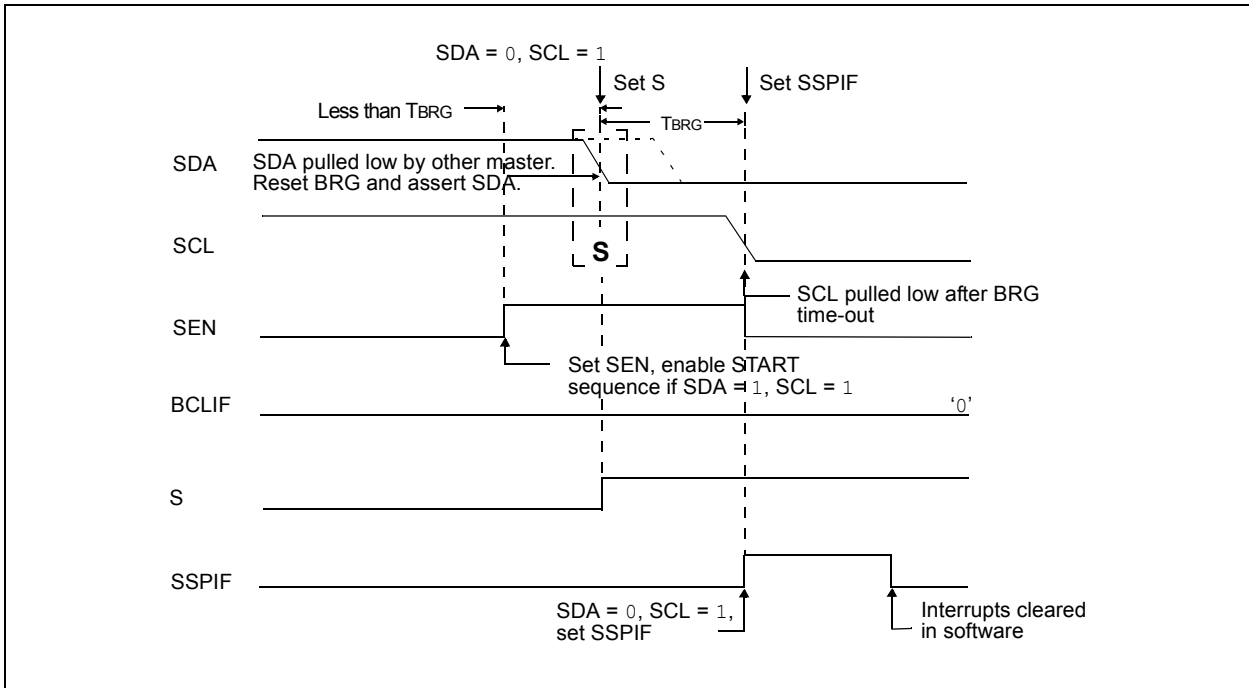 SDA = 0, SCL = 1
Set S
Set SSPIF
Less than TBRG
TBRG
SDA
SDA pulled low by other master.
Reset BRG and assert SDA.
SCL
S
SCL pulled low after BRG
time-out
SEN
Set SEN, enable START
sequence if SDA = 1, SCL = 1
BCLIF
‘0’
S
SSPIF
SDA = 0, SCL = 1,
set SSPIF
Interrupts cleared
in software